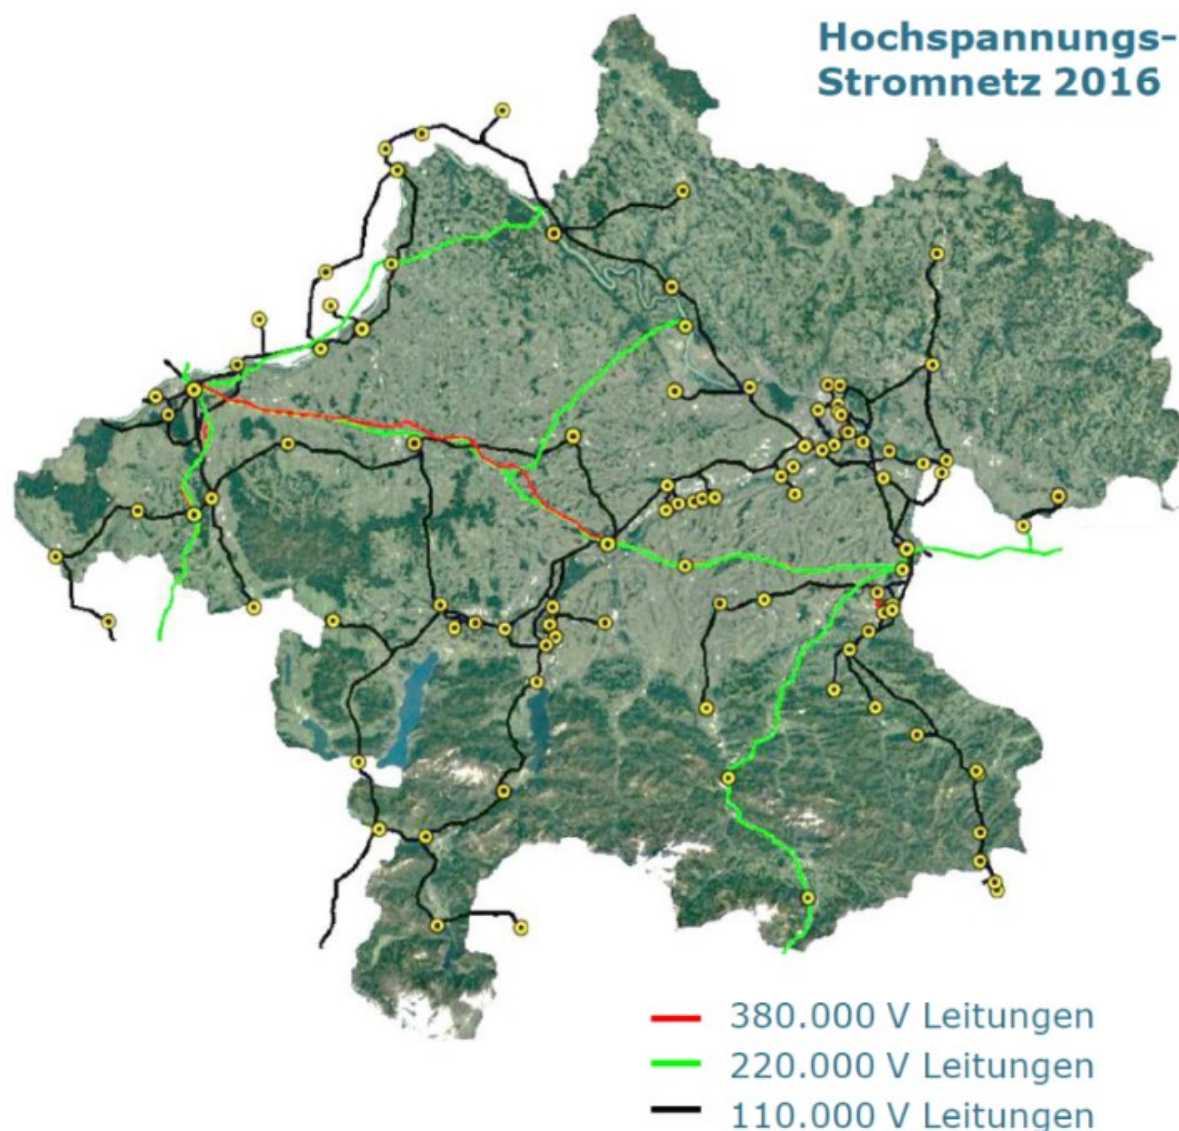 Hochspannungs-
Stromnetz 2016
380.000 V Leitungen
220.000 V Leitungen
110.000 V Leitungen